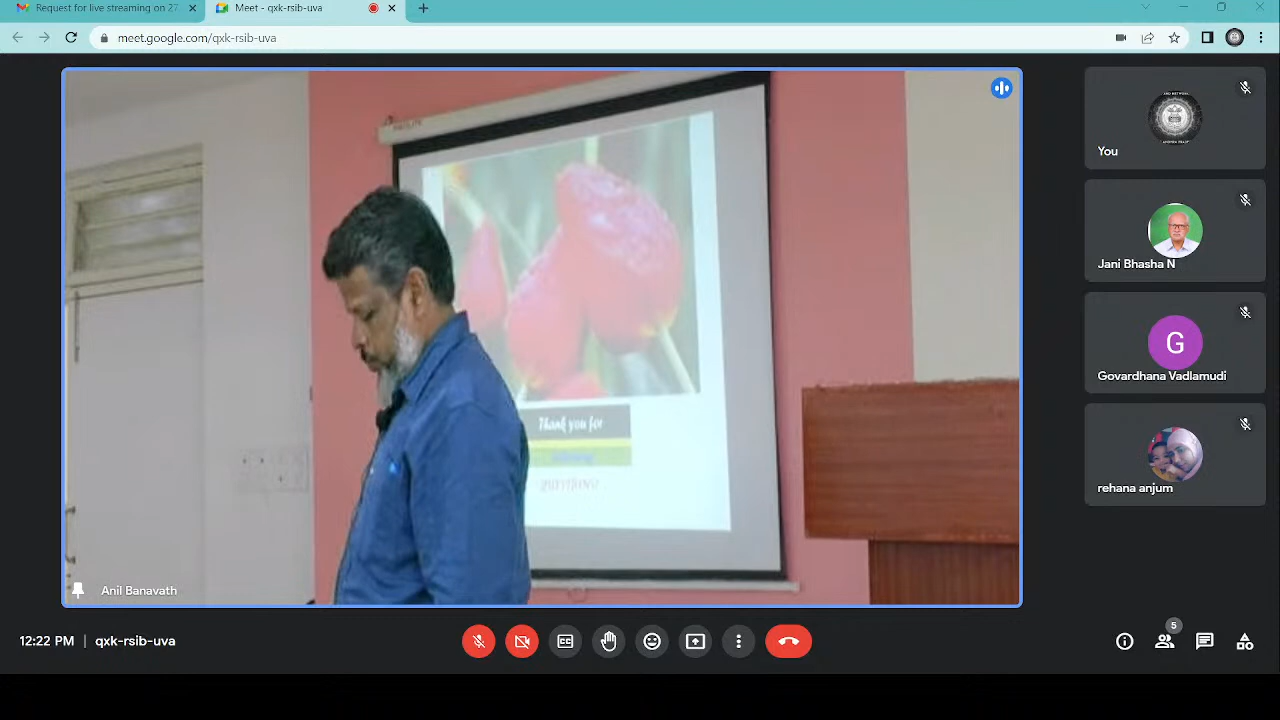 Request for live streaming on 27
Meet - qxk-rsib-uva
meet.google.com/qxk-rsib-uva
You
Jani Bhasha N
G
Govardhana Vadlamudi
rehana anjum
Thank you for
Anil Banavath
12:22 PM | qxk-rsib-uva
CC
5